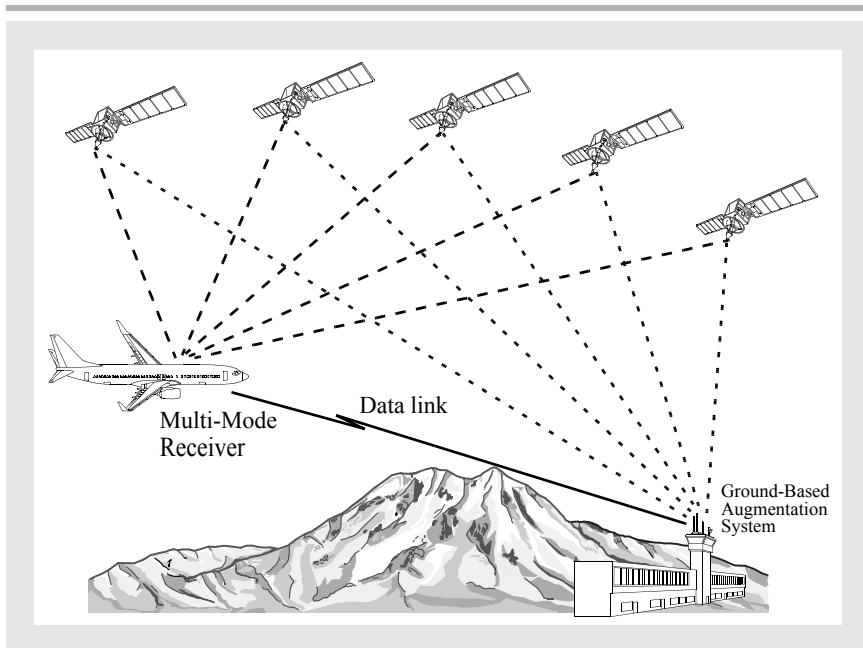 Data link
Multi-Mode
Receiver
Ground-Based
Augmentation
System